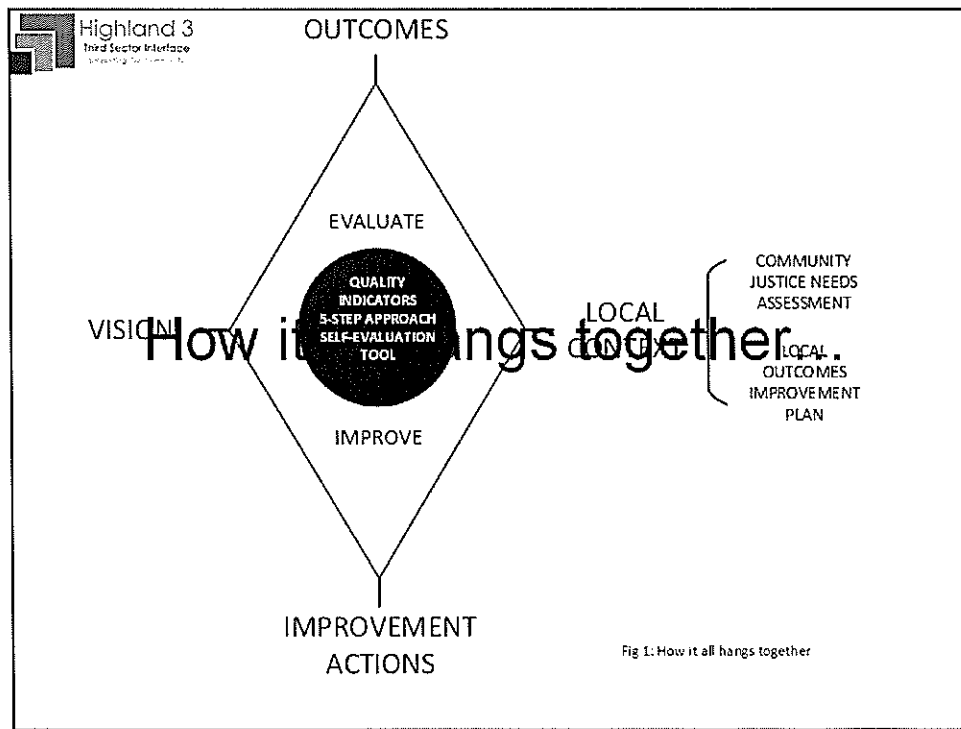 Highland 3
Third Sector Interface
OUTCOMES
EVALUATE
QUALITY
INDICATORS
5-STEP APPROACH
SELF-EVALUATION
TOOL
VISION
How it all hangs together...
LOCAL
CONTEXT
COMMUNITY
JUSTICE NEEDS
ASSESSMENT
LOCAL
OUTCOMES
IMPROVEMENT
PLAN
IMPROVE
IMPROVEMENT
ACTIONS
Fig 1: How it all hangs together